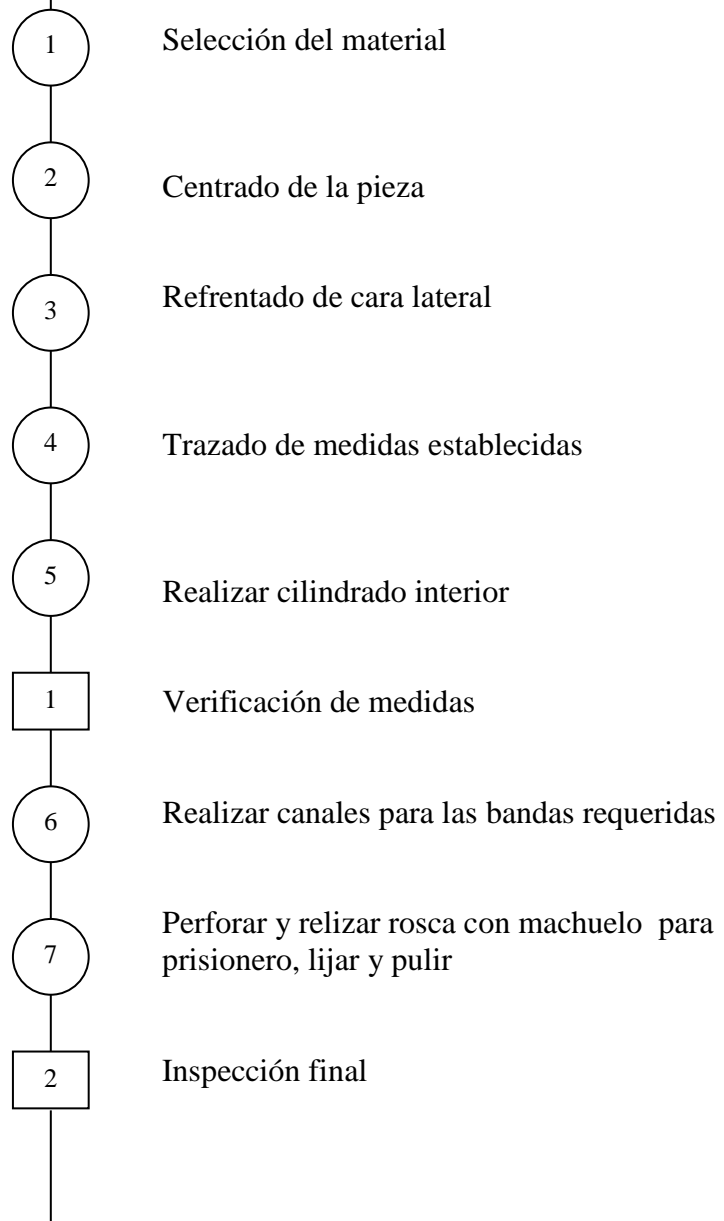 1 Selección del material
2 Centrado de la pieza
3 Refrentado de cara lateral
4 Trazado de medidas establecidas
5 Realizar cilindrado interior
1 Verificación de medidas
6 Realizar canales para las bandas requeridas
7 Perforar y relizar rosca con machuelo para
prisionero, lijar y pulir
2 Inspección final